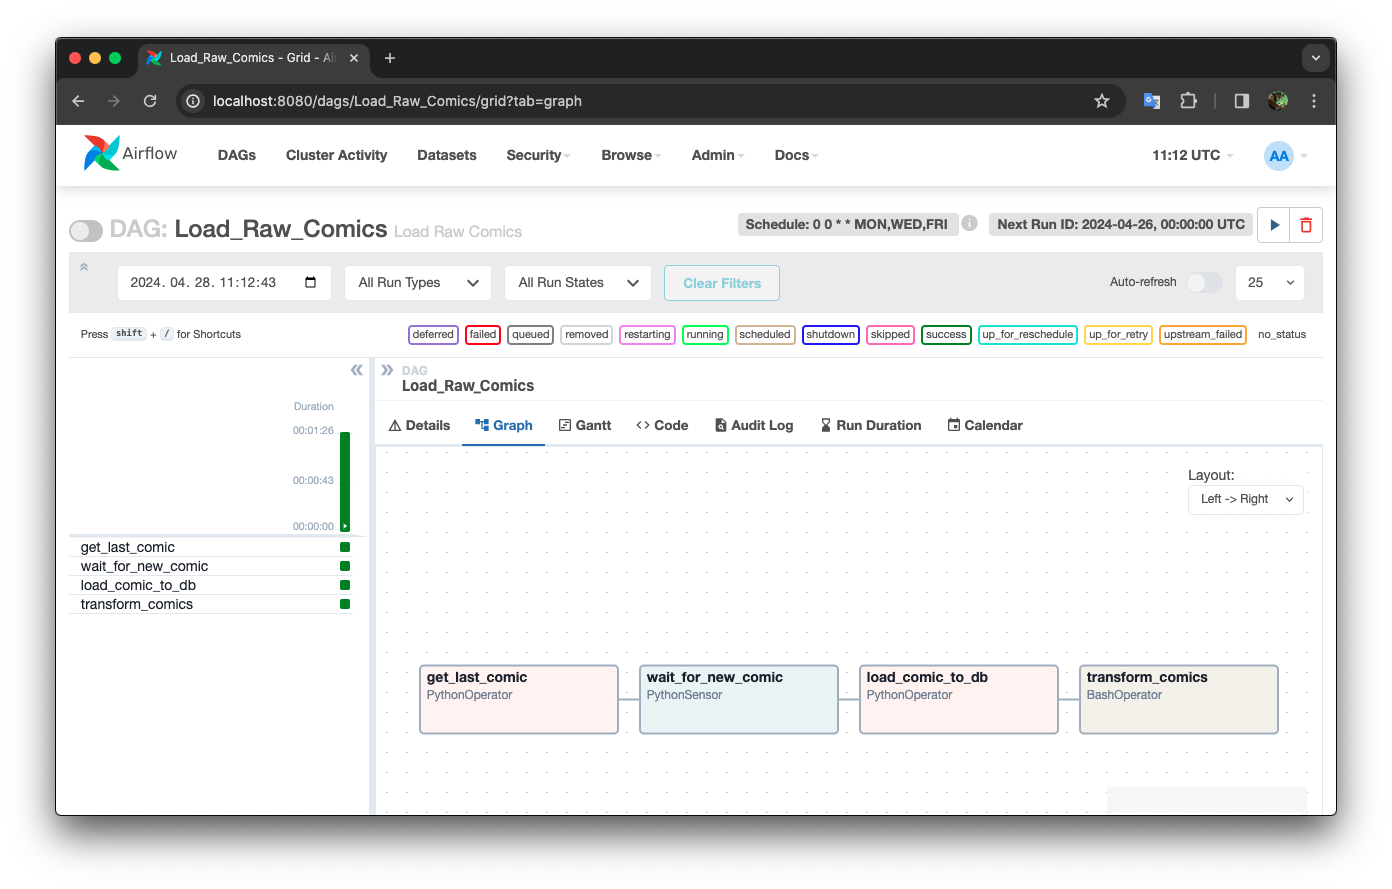 Load_Raw_Comics - Grid - Ai
localhost:8080/dags/Load_Raw_Comics/grid?tab=graph
Airflow DAGs Cluster Activity Datasets Security Browse Admin Docs 11:12 UTC AA
DAG: Load_Raw_Comics Load Raw Comics Schedule: 0 0 * * MON,WED,FRI i Next Run ID: 2024-04-26, 00:00:00 UTC
2024. 04. 28. 11:12:43 All Run Types All Run States Clear Filters Auto-refresh 25
Press shift + / for Shortcuts deferred failed queued removed restarting running scheduled shutdown skipped success up_for_reschedule up_for_retry upstream_failed no_status
DAG
Load_Raw_Comics
Duration
00:01:26
00:00:43
00:00:00
get_last_comic
wait_for_new_comic
load_comic_to_db
transform_comics
Details Graph Gantt Code Audit Log Run Duration Calendar
Layout:
Left -> Right
get_last_comic
PythonOperator
wait_for_new_comic
PythonSensor
load_comic_to_db
PythonOperator
transform_comics
BashOperator